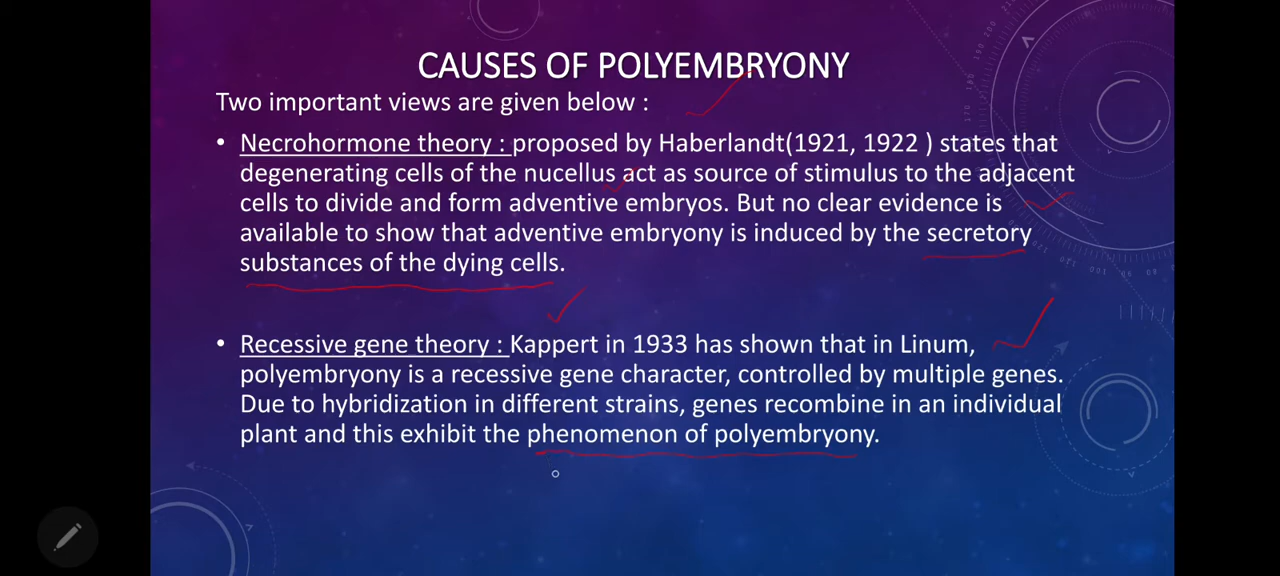 CAUSES OF POLYEMBRYONY
Two important views are given below :
• Necrohormone theory : proposed by Haberlandt(1921, 1922 ) states that
degenerating cells of the nucellus act as source of stimulus to the adjacent
cells to divide and form adventive embryos. But no clear evidence is
available to show that adventive embryony is induced by the secretory
substances of the dying cells.
• Recessive gene theory : Kappert in 1933 has shown that in Linum,
polyembryony is a recessive gene character, controlled by multiple genes.
Due to hybridization in different strains, genes recombine in an individual
plant and this exhibit the phenomenon of polyembryony.